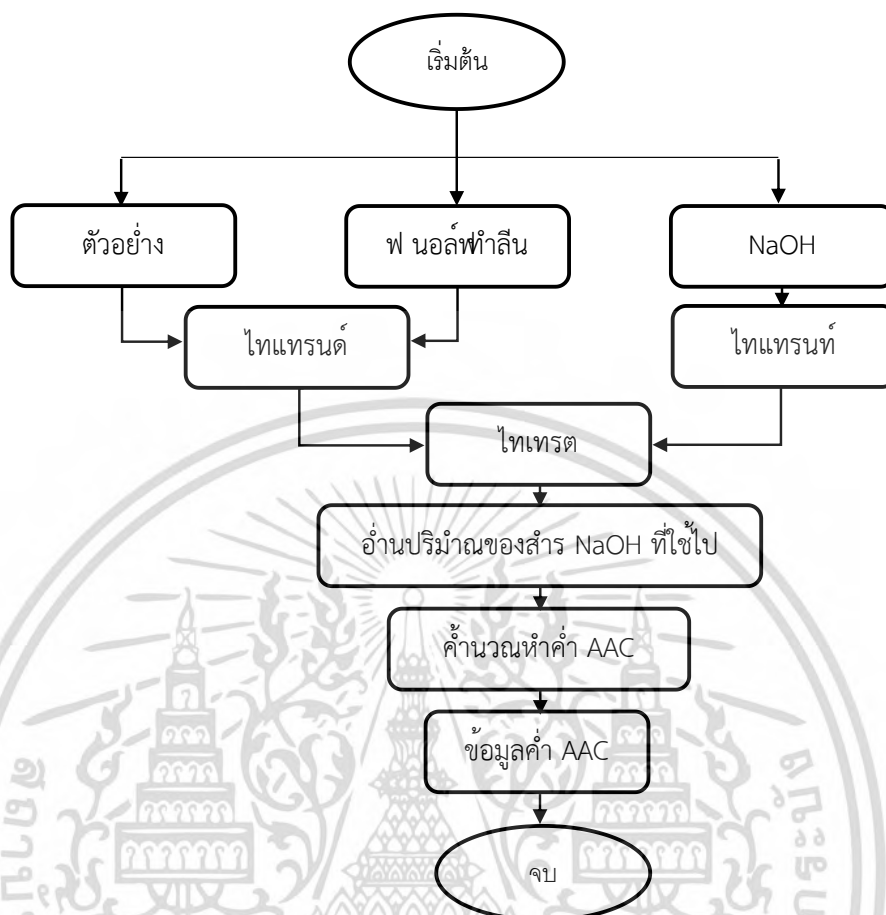 เริ่มต้น
ตัวอย่ำง
ฟ นอล์ฟทำลีน
NaOH
ไทแทรนด์
ไทแทรนท์
ไทเทรต
อ่ำนปริมำณของสำร NaOH ที่ใช้ไป
ค้ำนวณหำค่ำ AAC
ข้อมูลค่ำ AAC
จบ